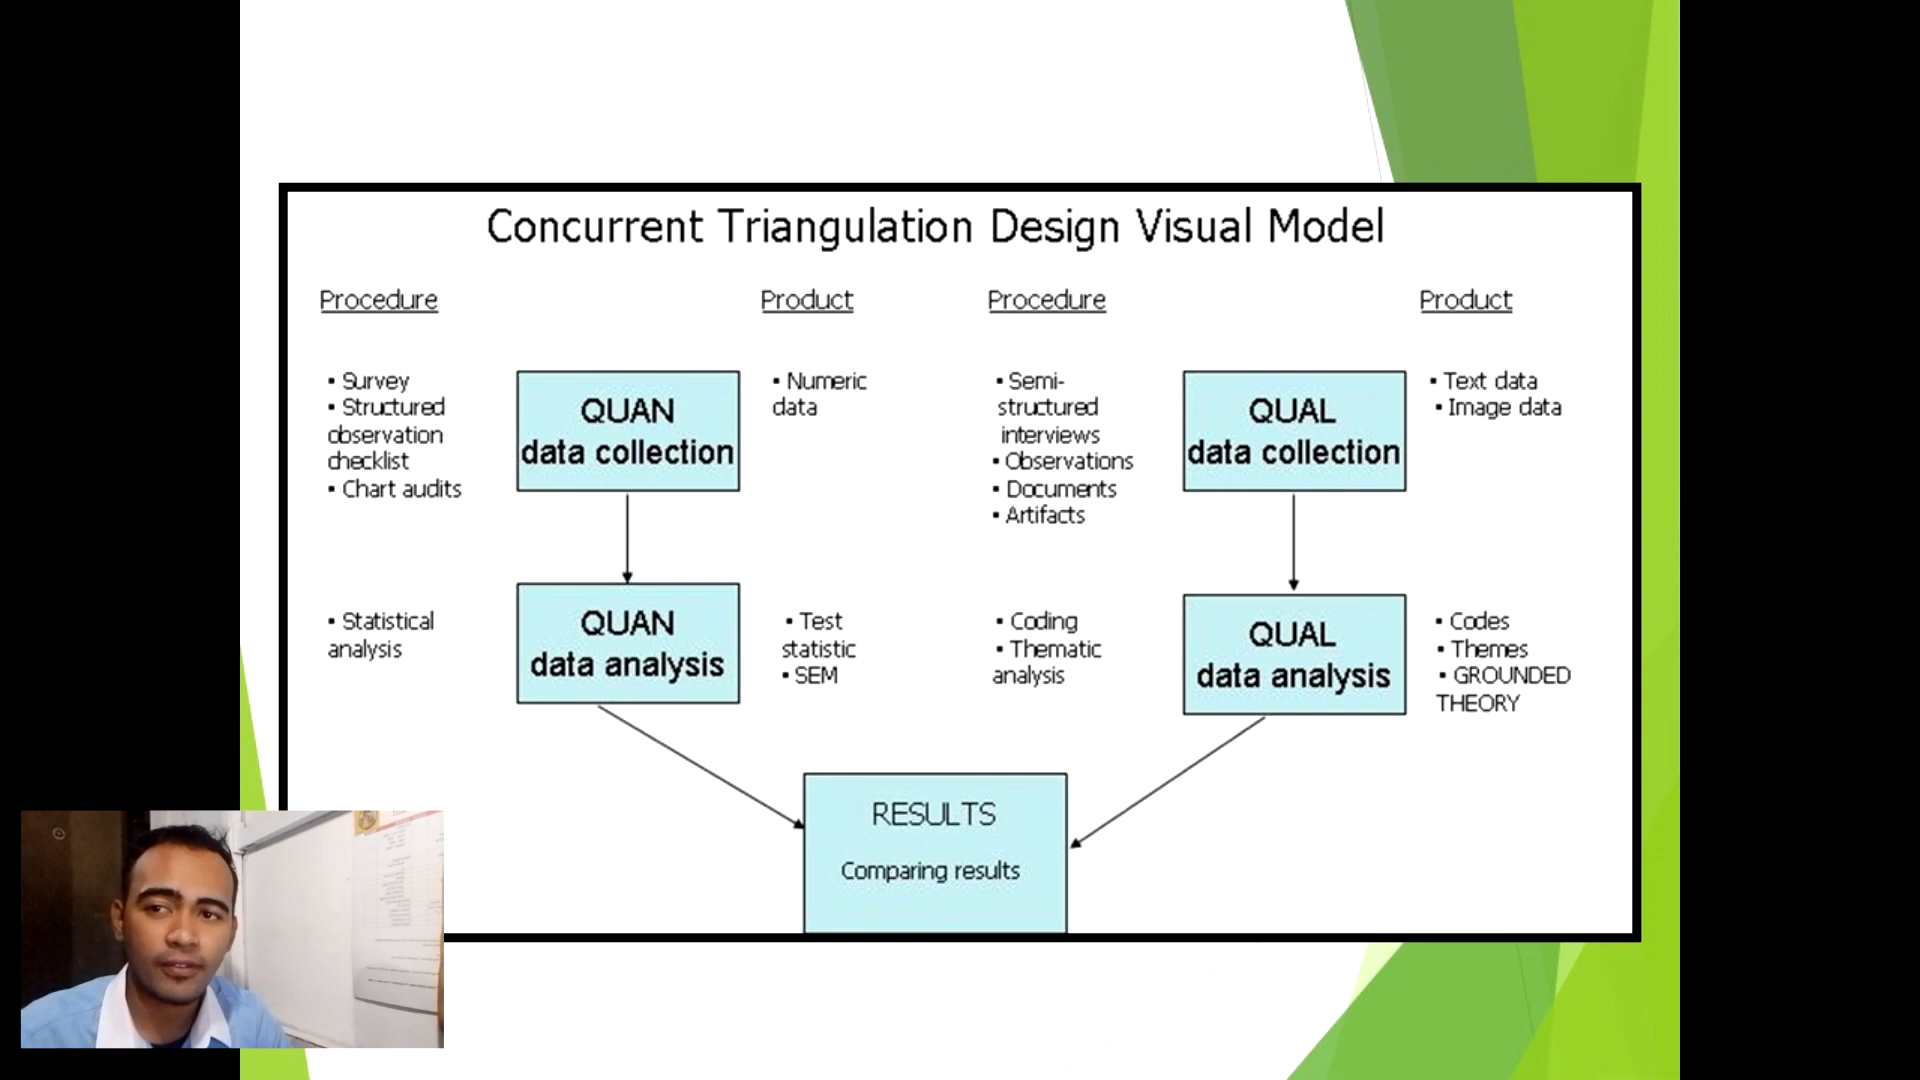 Concurrent Triangulation Design Visual Model
Procedure
Product
Procedure
Product
▪ Survey
▪ Structured
observation
checklist
▪ Chart audits
QUAN
data collection
▪ Numeric
data
▪ Semi-
structured
interviews
▪ Observations
▪ Documents
▪ Artifacts
QUAL
data collection
▪ Text data
▪ Image data
▪ Statistical
analysis
QUAN
data analysis
▪ Test
statistic
▪ SEM
▪ Coding
▪ Thematic
analysis
QUAL
data analysis
▪ Codes
▪ Themes
▪ GROUNDED
THEORY
RESULTS
Comparing results